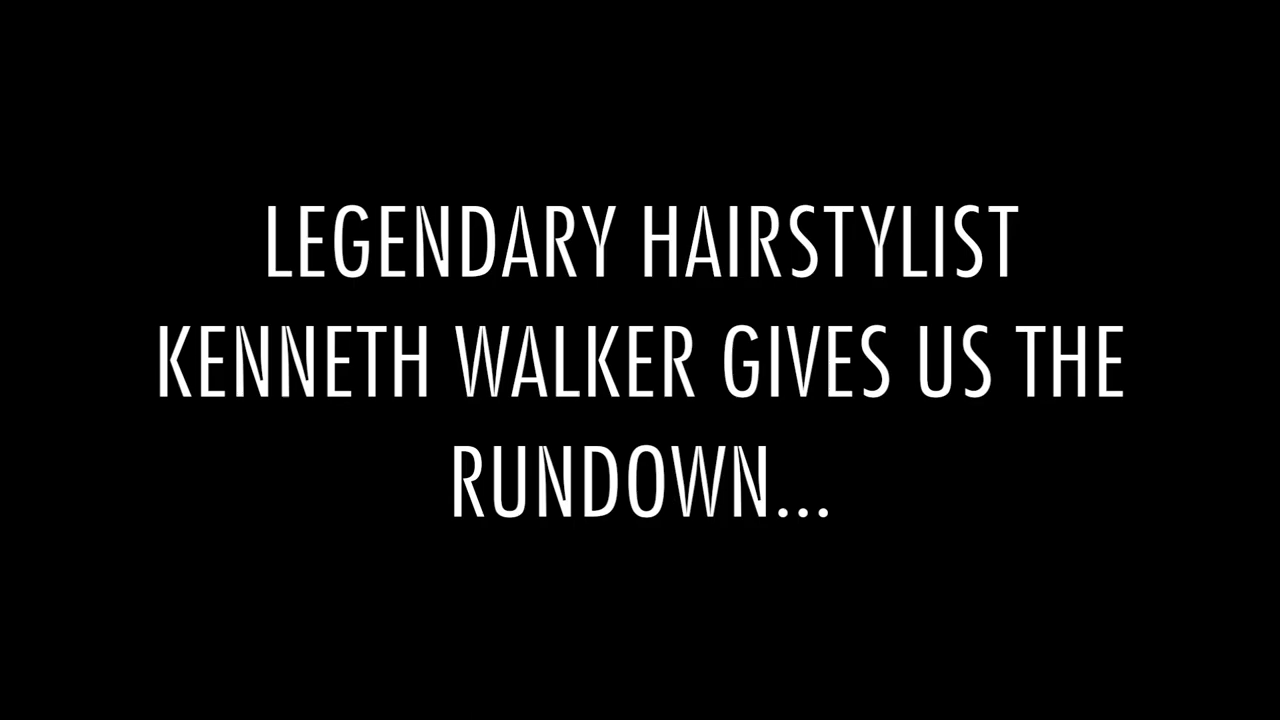 LEGENDARY HAIRSTYLIST
KENNETH WALKER GIVES US THE
RUNDOWN...